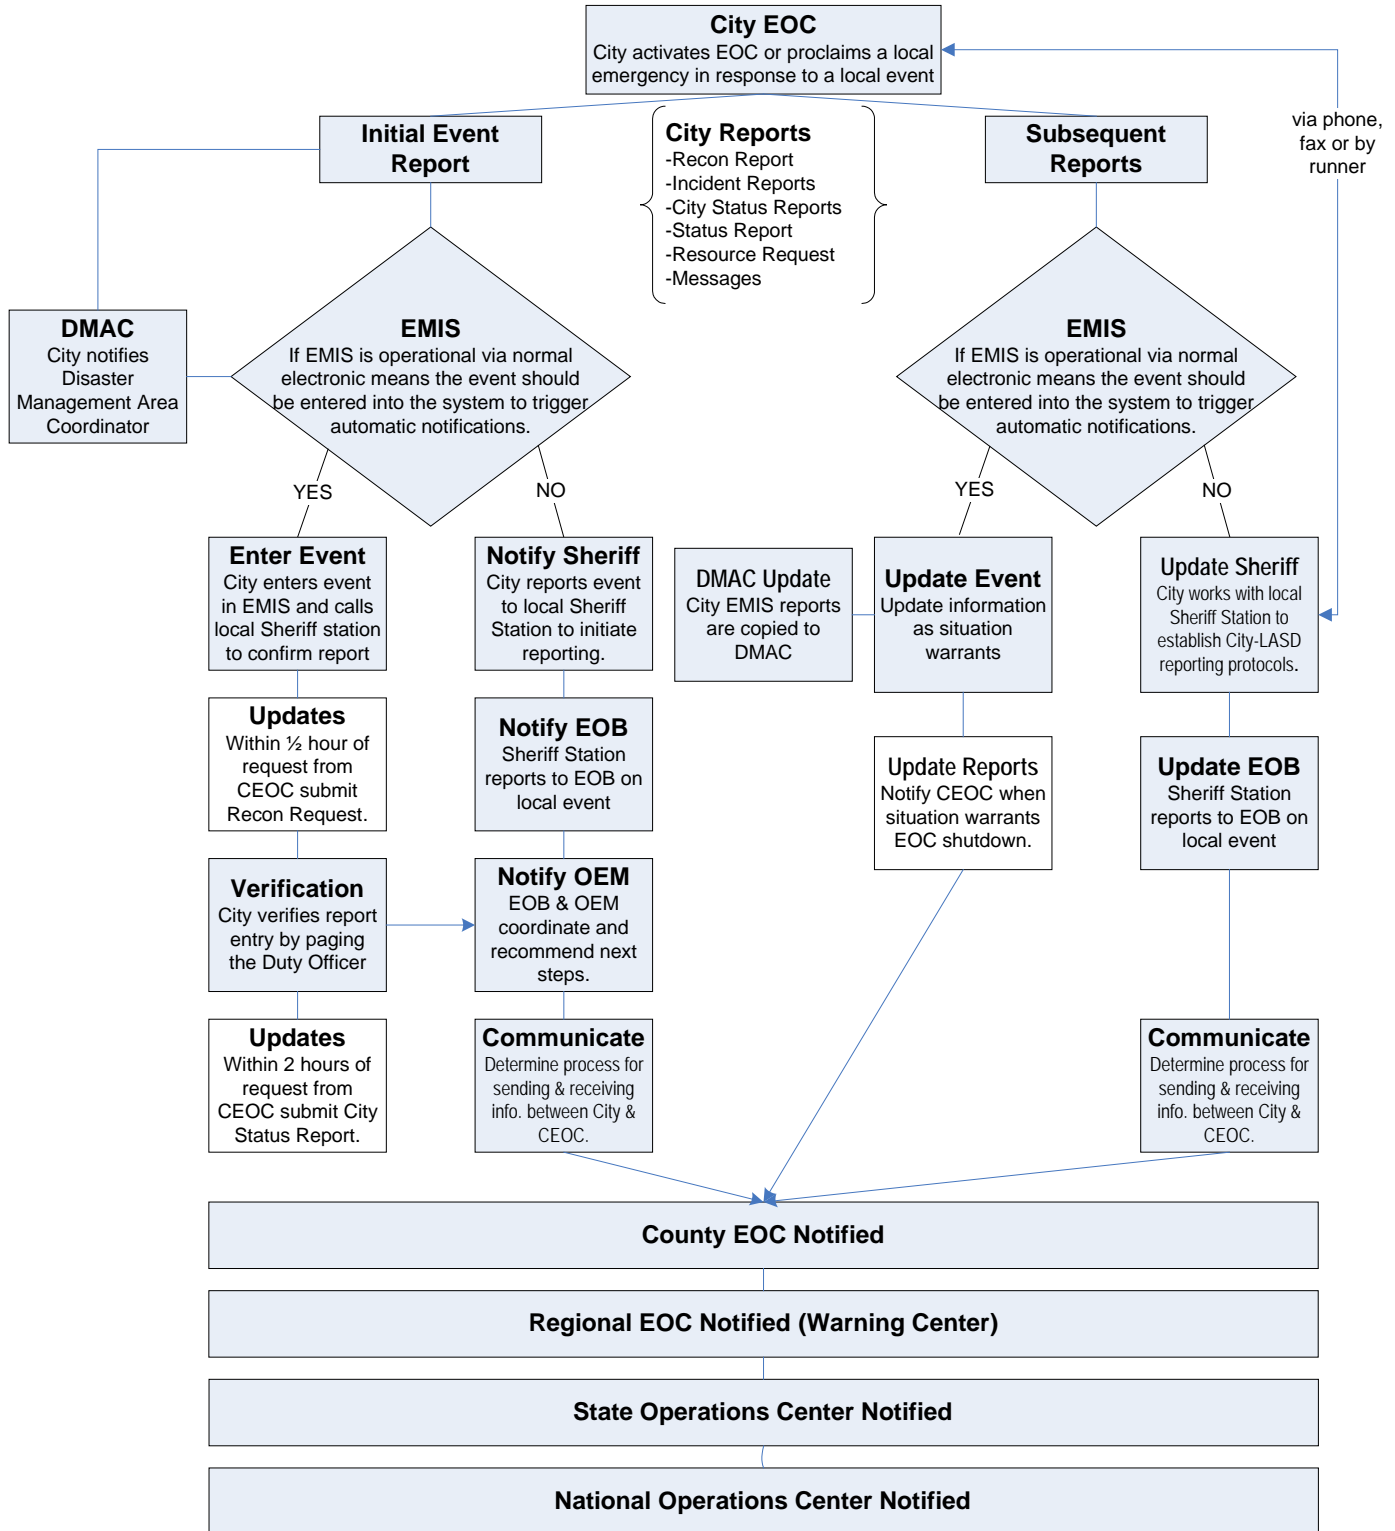 City EOC
City activates EOC or proclaims a local
emergency in response to a local event
via phone,
fax or by
runner
Initial Event
Report
City Reports
-Recon Report
-Incident Reports
-City Status Reports
-Status Report
-Resource Request
-Messages
Subsequent
Reports
DMAC
City notifies
Disaster
Management Area
Coordinator
EMIS
If EMIS is operational via normal
electronic means the event should
be entered into the system to trigger
automatic notifications.
EMIS
If EMIS is operational via normal
electronic means the event should
be entered into the system to trigger
automatic notifications.
YES
NO
YES
NO
Enter Event
City enters event
in EMIS and calls
local Sheriff station
to confirm report
Notify Sheriff
City reports event
to local Sheriff
Station to initiate
reporting.
DMAC Update
City EMIS reports
are copied to
DMAC
Update Event
Update information
as situation
warrants
Update Sheriff
City works with local
Sheriff Station to
establish City-LASD
reporting protocols.
Updates
Within ½ hour of
request from
CEOC submit
Recon Request.
Notify EOB
Sheriff Station
reports to EOB on
local event
Update Reports
Notify CEOC when
situation warrants
EOC shutdown.
Update EOB
Sheriff Station
reports to EOB on
local event
Verification
City verifies report
entry by paging
the Duty Officer
Notify OEM
EOB & OEM
coordinate and
recommend next
steps.
Updates
Within 2 hours of
request from
CEOC submit City
Status Report.
Communicate
Determine process for
sending & receiving
info. between City &
CEOC.
Communicate
Determine process for
sending & receiving
info. between City &
CEOC.
County EOC Notified
Regional EOC Notified (Warning Center)
State Operations Center Notified
National Operations Center Notified